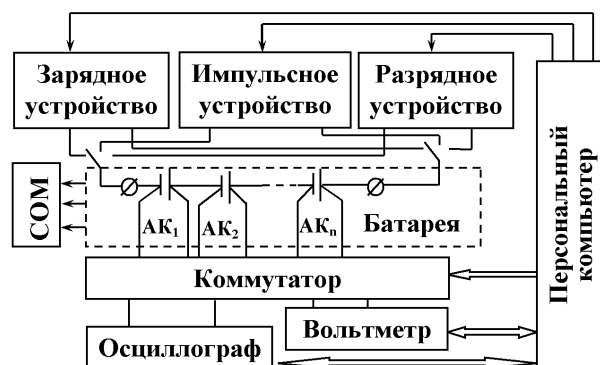 Зарядное
устройство
Импульсное
устройство
Разрядное
устройство
Персональный
компьютер
СОМ
АК1
АК2
АКn
Батарея
Коммутатор
Вольтметр
Осциллограф